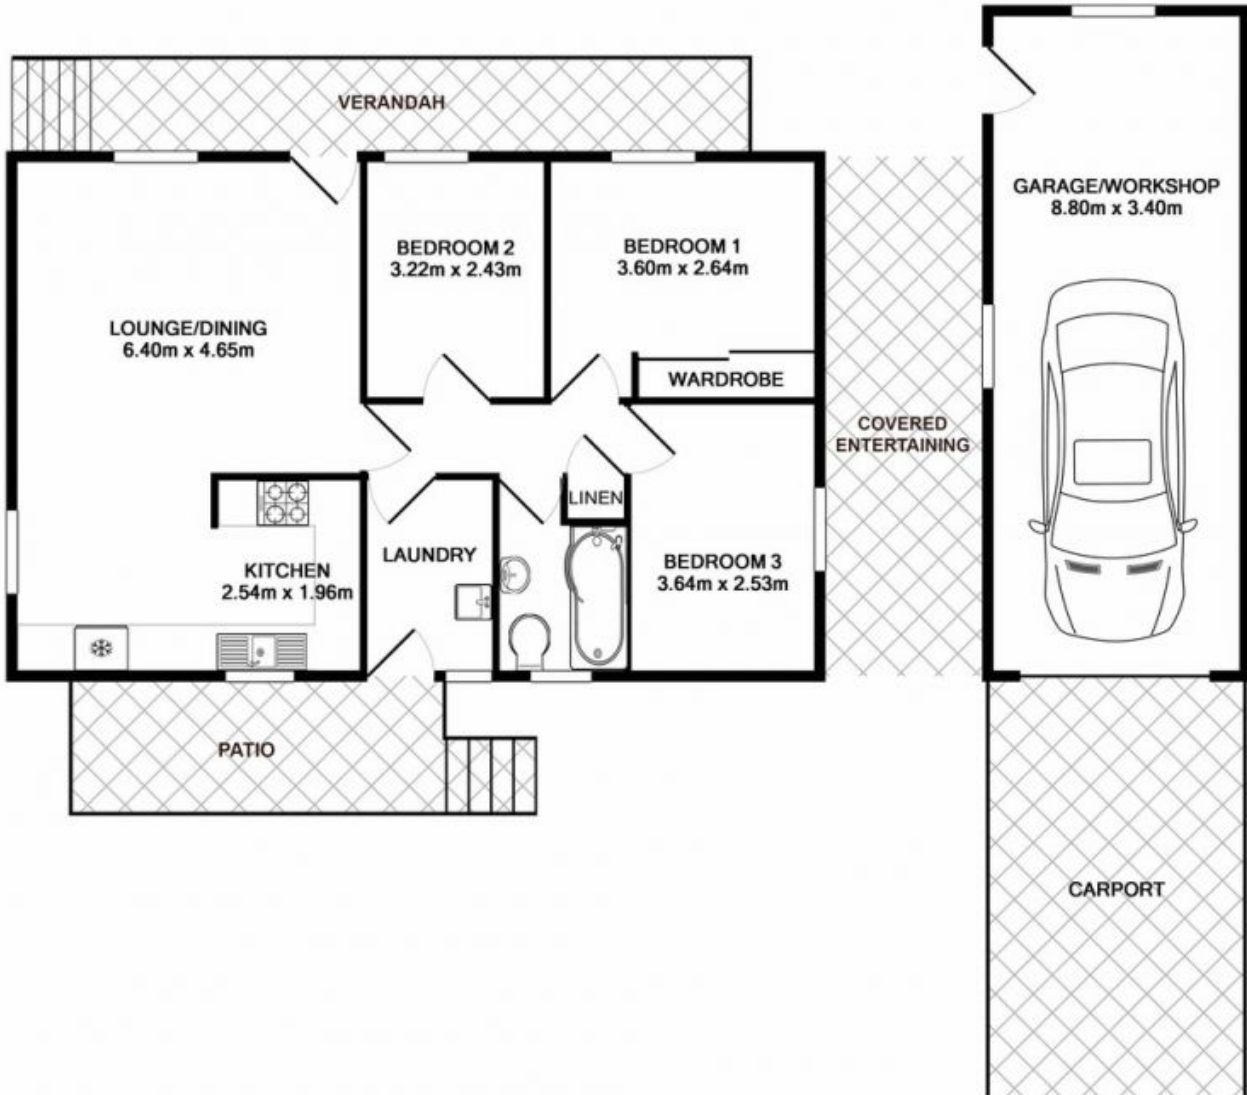 VERANDAH
GARAGE/WORKSHOP
8.80m x 3.40m
BEDROOM 2
3.22m x 2.43m
BEDROOM 1
3.60m x 2.64m
LOUNGE/DINING
6.40m x 4.65m
WARDROBE
COVERED
ENTERTAINING
LINEN
LAUNDRY
KITCHEN
2.54m x 1.96m
BEDROOM 3
3.64m x 2.53m
PATIO
CARPORT